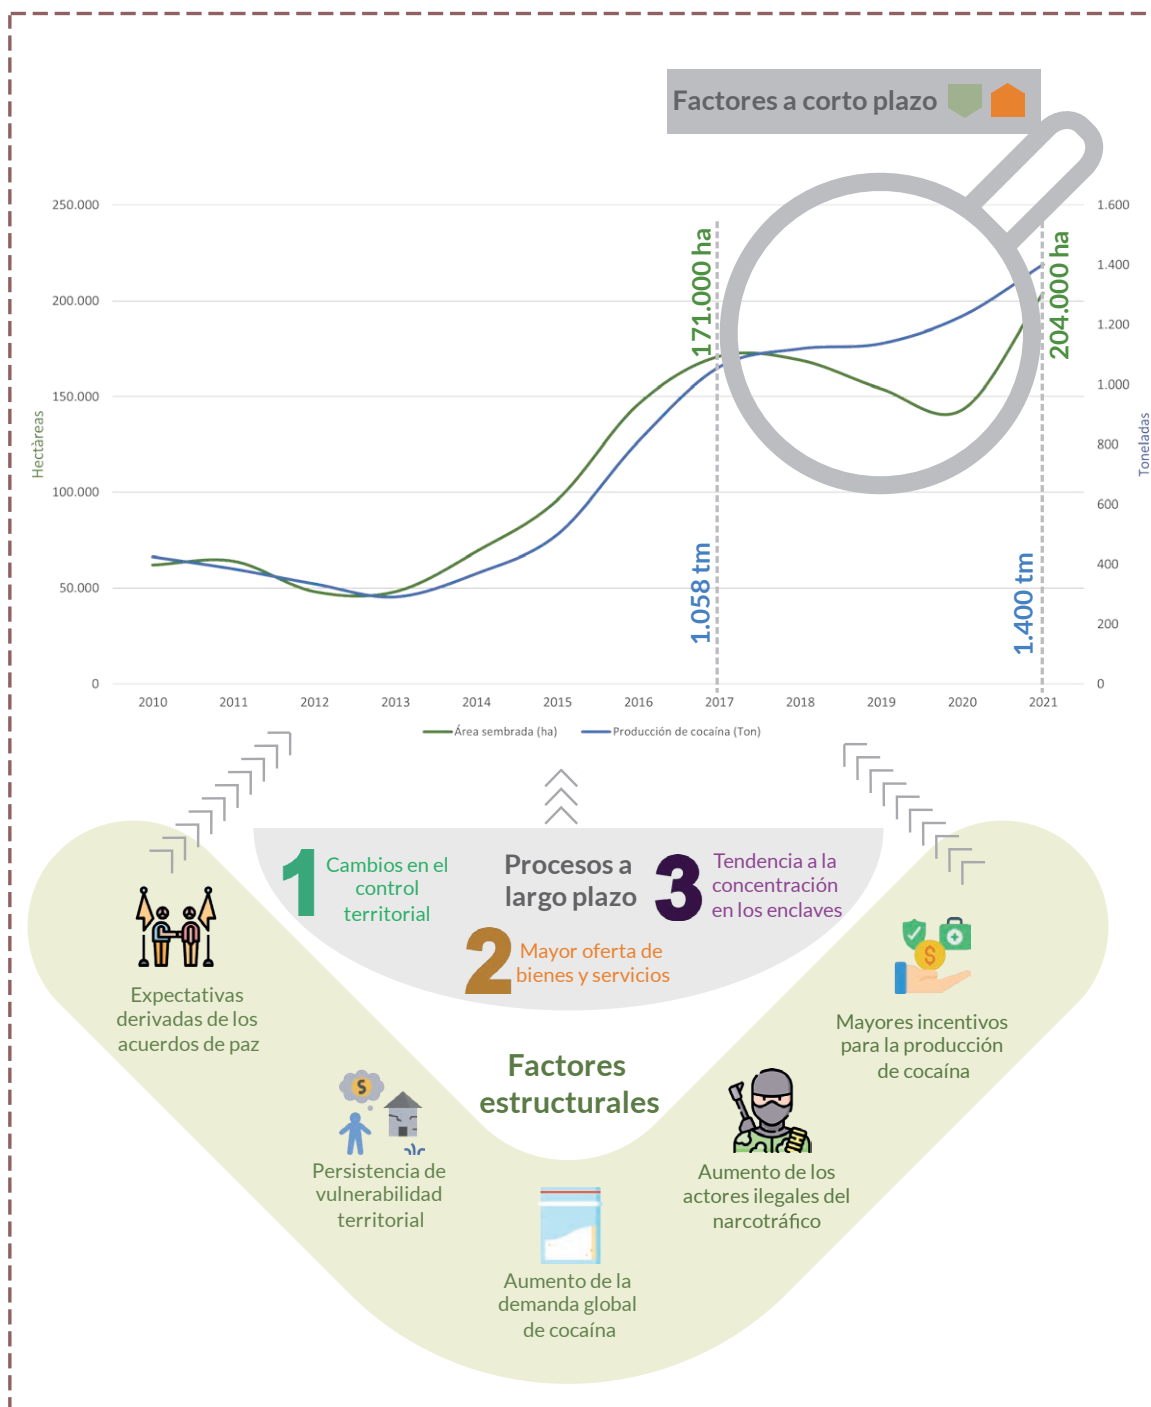 Factores a corto plazo
250.000
200.000
150.000
100.000
50.000
0
Hectàreas
1.600
1.400
1.200
1.000
800
600
400
200
0
Toneladas
171.000 ha
204.000 ha
1.058 tm
1.400 tm
2010 2011 2012 2013 2014 2015 2016 2017 2018 2019 2020 2021
Área sembrada (ha) Producción de cocaína (Ton)
1
Cambios en el
control
territorial
Procesos a
largo plazo
3
Tendencia a la
concentración
en los enclaves
2
Mayor oferta de
bienes y servicios
Expectativas
derivadas de los
acuerdos de paz
$
Mayores incentivos
para la producción
de cocaína
Factores
estructurales
$
Persistencia de
vulnerabilidad
territorial
Aumento de los
actores ilegales del
narcotráfico
Aumento de la
demanda global
de cocaína